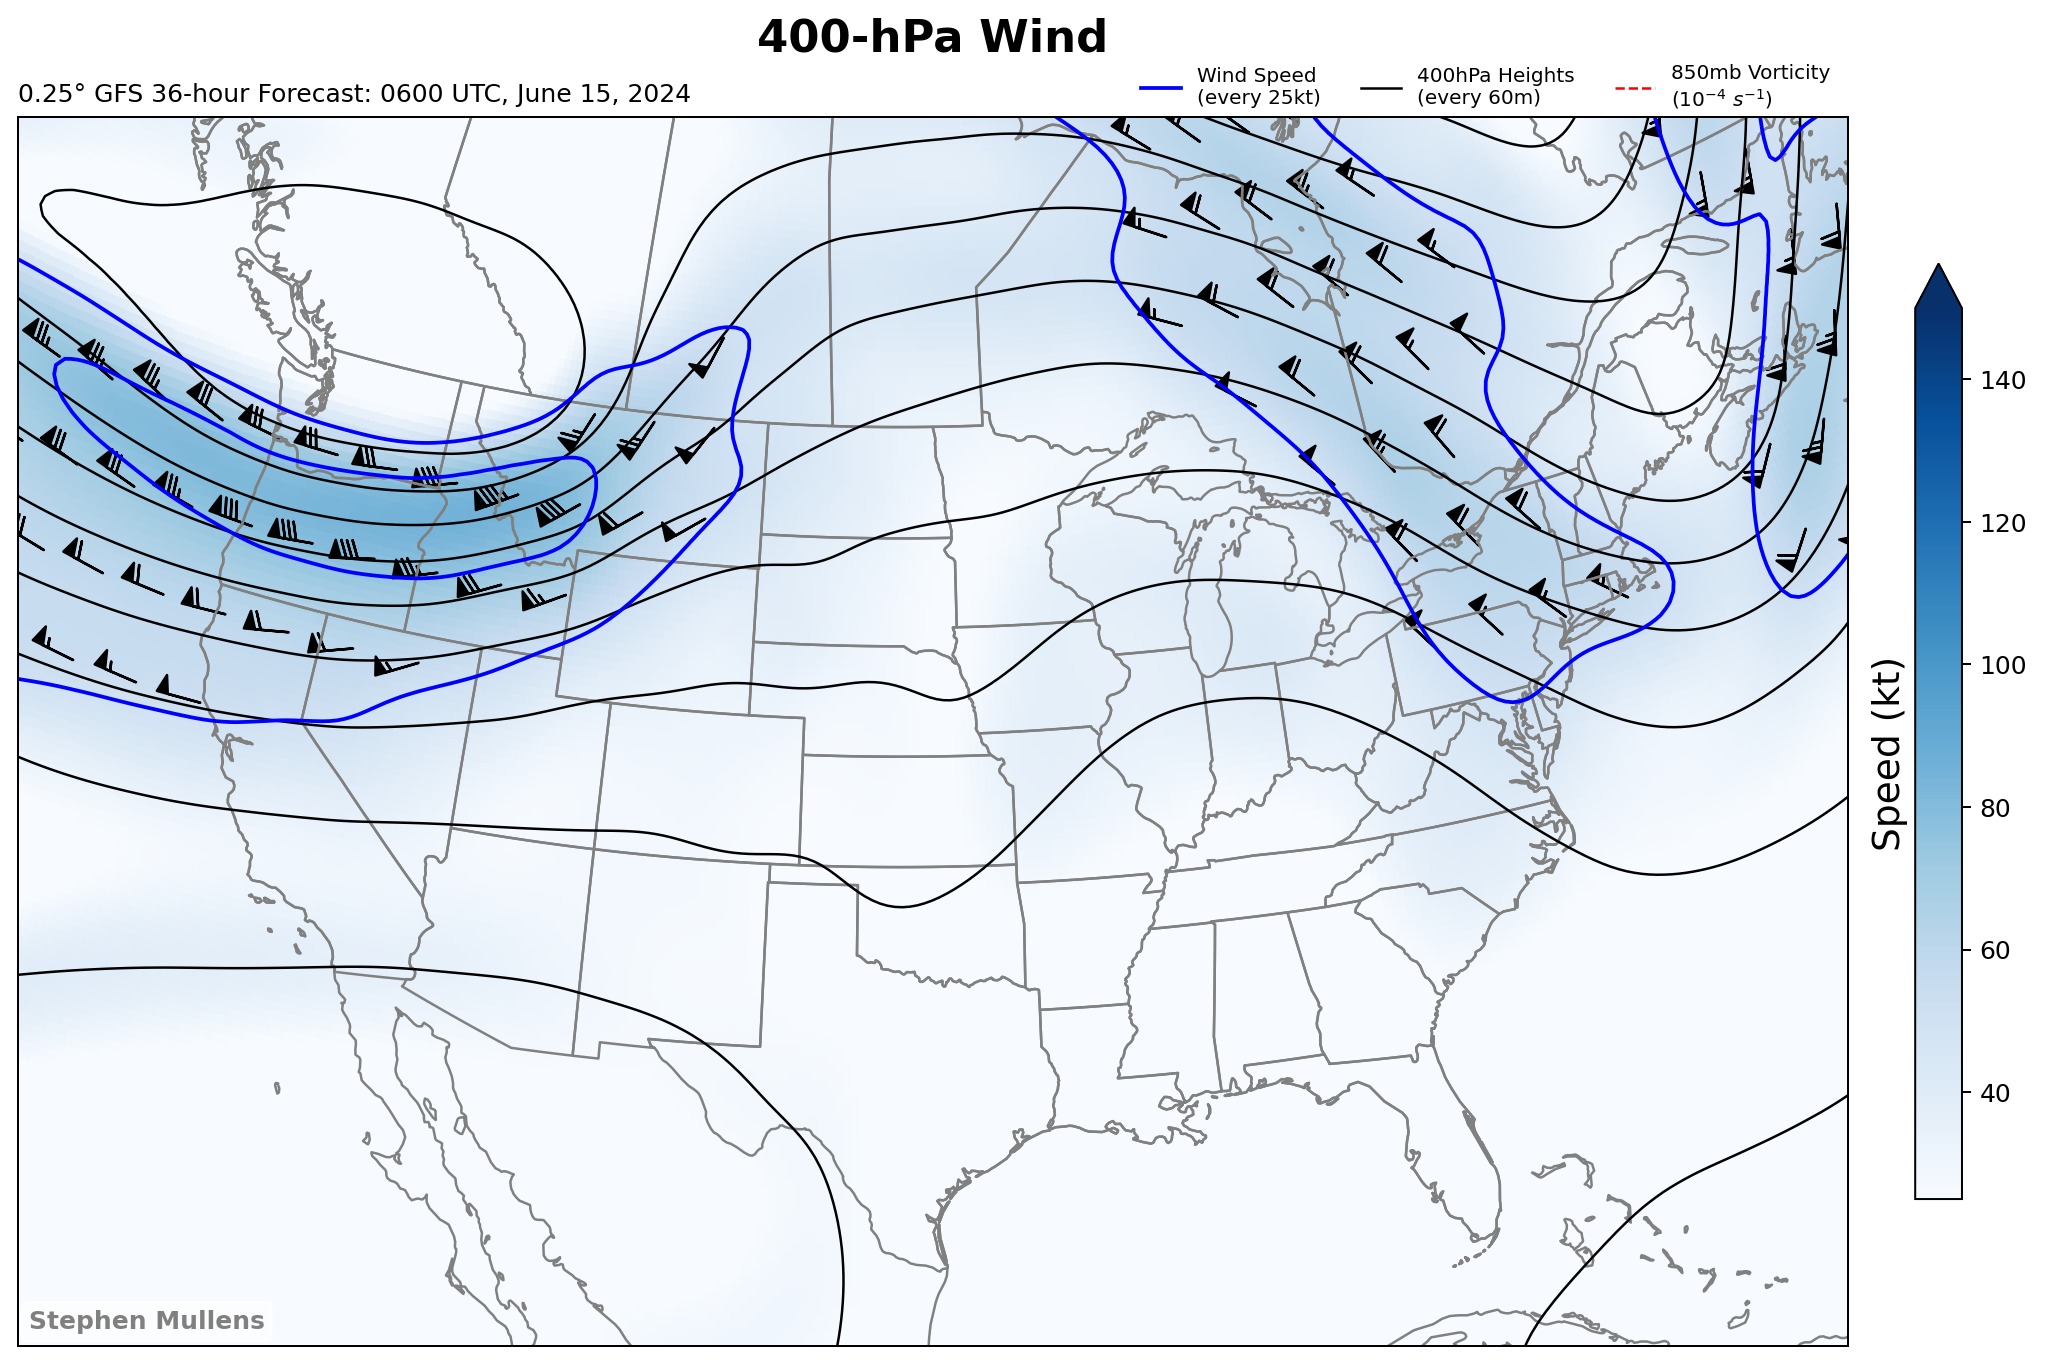 400-hPa Wind
0.25° GFS 36-hour Forecast: 0600 UTC, June 15, 2024
Wind Speed
(every 25kt)
400hPa Heights
(every 60m)
850mb Vorticity
(10⁻⁴ s⁻¹)
140
120
100
80
60
40
Speed (kt)
Stephen Mullens